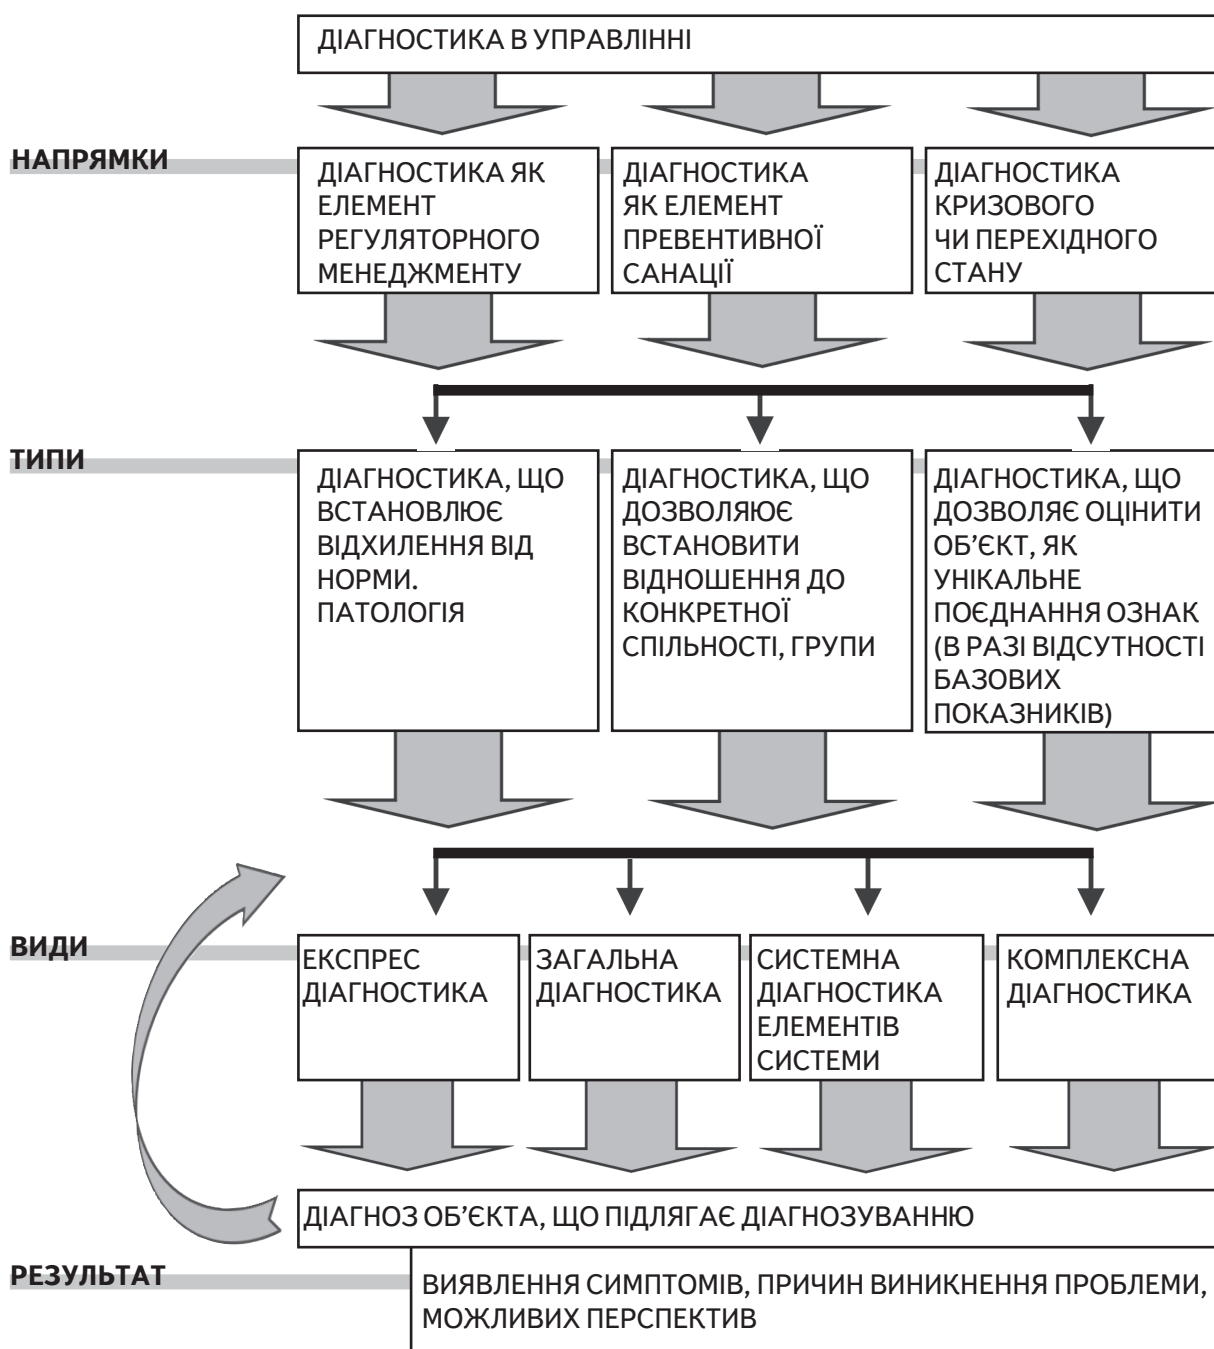 ДІАГНОСТИКА В УПРАВЛІННІ
НАПРЯМКИ
ДІАГНОСТИКА ЯК
ЕЛЕМЕНТ
РЕГУЛЯТОРНОГО
МЕНЕДЖМЕНТУ
ДІАГНОСТИКА
ЯК ЕЛЕМЕНТ
ПРЕВЕНТИВНОЇ
САНАЦІЇ
ДІАГНОСТИКА
КРИЗОВОГО
ЧИ ПЕРЕХІДНОГО
СТАНУ
ТИПИ
ДІАГНОСТИКА, ЩО
ВСТАНОВЛЮЄ
ВІДХИЛЕННЯ ВІД
НОРМИ.
ПАТОЛОГІЯ
ДІАГНОСТИКА, ЩО
ДОЗВОЛЯЮЄ
ВСТАНОВИТИ
ВІДНОШЕННЯ ДО
КОНКРЕТНОЇ
СПІЛЬНОСТІ, ГРУПИ
ДІАГНОСТИКА, ЩО
ДОЗВОЛЯЄ ОЦІНИТИ
ОБ’ЄКТ, ЯК
УНІКАЛЬНЕ
ПОЄДНАННЯ ОЗНАК
(В РАЗІ ВІДСУТНОСТІ
БАЗОВИХ
ПОКАЗНИКІВ)
ВИДИ
ЕКСПРЕС
ДІАГНОСТИКА
ЗАГАЛЬНА
ДІАГНОСТИКА
СИСТЕМНА
ДІАГНОСТИКА
ЕЛЕМЕНТІВ
СИСТЕМИ
КОМПЛЕКСНА
ДІАГНОСТИКА
ДІАГНОЗ ОБ’ЄКТА, ЩО ПІДЛЯГАЄ ДІАГНОЗУВАННЮ
РЕЗУЛЬТАТ
ВИЯВЛЕННЯ СИМПТОМІВ, ПРИЧИН ВИНИКНЕННЯ ПРОБЛЕМИ,
МОЖЛИВИХ ПЕРСПЕКТИВ